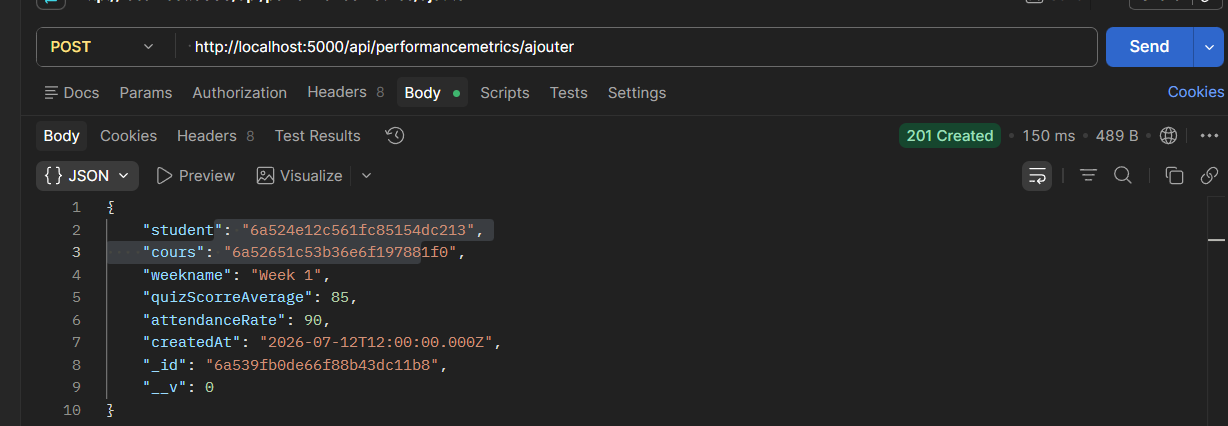 POST http://localhost:5000/api/performancemetrics/ajouter Send
Docs Params Authorization Headers 8 Body Scripts Tests Settings Cookies
Body Cookies Headers 8 Test Results 201 Created 150 ms 489 B
{} JSON Preview Visualize
1 {
2 "student": "6a524e12c561fc85154dc213",
3 "cours": "6a52651c53b36e6f197881f0",
4 "weekname": "Week 1",
5 "quizScorreAverage": 85,
6 "attendanceRate": 90,
7 "createdAt": "2026-07-12T12:00:00.000Z",
8 "_id": "6a539fb0de66f88b43dc11b8",
9 "__v": 0
10 }